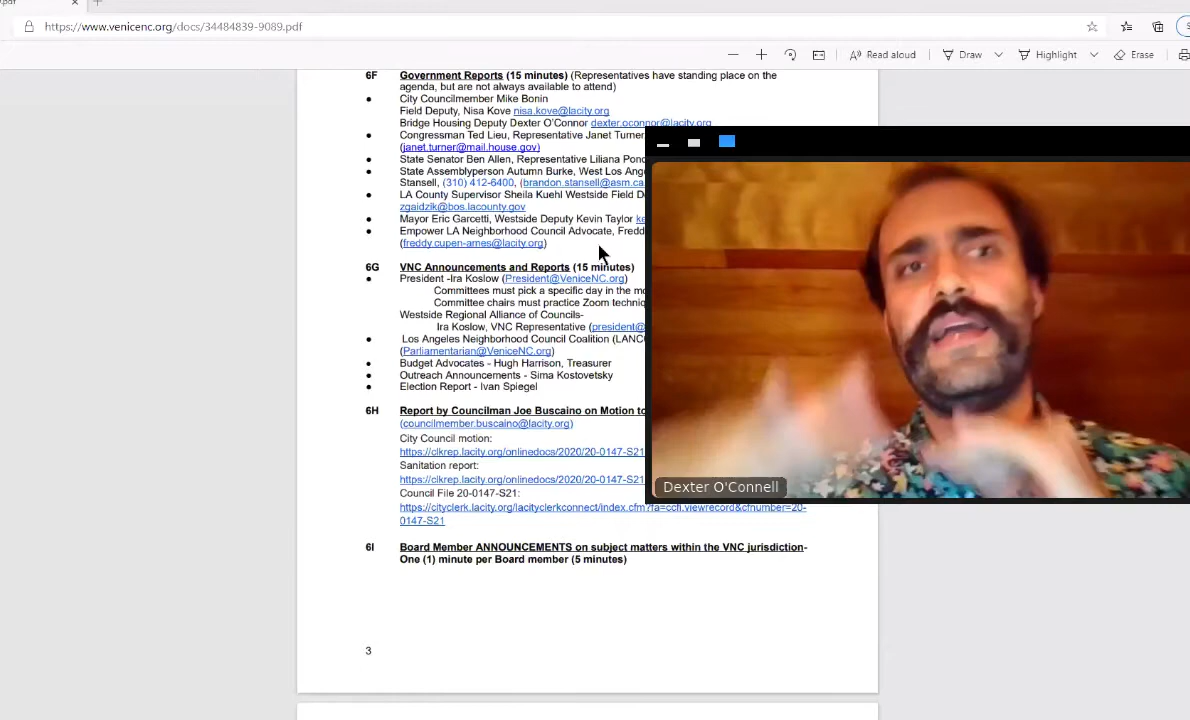 .pdf
https://www.venicenc.org/docs/34484839-9089.pdf
Read aloud
Draw
Highlight
Erase
6F Government Reports (15 minutes) (Representatives have standing place on the
agenda, but are not always available to attend)
● City Councilmember Mike Bonin
Field Deputy, Nisa Kove nisa.kove@lacity.org
Bridge Housing Deputy Dexter O'Connor dexter.oconnor@lacity.org
● Congressman Ted Lieu, Representative Janet Turner
(janet.turner@mail.house.gov)
● State Senator Ben Allen, Representative Liliana
● State Assemblyperson Autumn Burke, West Los
Stansell, (310) 412-6400, (brandon.stansell@asm.ca
● LA County Supervisor Sheila Kuehl Westside Field
zgaidzik@bos.lacounty.gov
● Mayor Eric Garcetti, Westside Deputy Kevin Taylor
● Empower LA Neighborhood Council Advocate, Fredd
(freddy.cupen-ames@lacity.org)
6G VNC Announcements and Reports (15 minutes)
● President -Ira Koslow (President@VeniceNC.org)
Committees must pick a specific day in the
Committee chairs must practice Zoom
Westside Regional Alliance of Councils-
Ira Koslow, VNC Representative (president@
● Los Angeles Neighborhood Council Coalition
(Parliamentarian@VeniceNC.org)
● Budget Advocates - Hugh Harrison, Treasurer
● Outreach Announcements - Sima Kostovetsky
● Election Report - Ivan Spiegel
6H Report by Councilman Joe Buscaino on Motion to
(councilmember.buscaino@lacity.org)
City Council motion:
https://clkrep.lacity.org/onlinedocs/2020/20-0147-S21
Sanitation report:
https://clkrep.lacity.org/onlinedocs/2020/20-0147-S21
Council File 20-0147-S21:
https://cityclerk.lacity.org/lacityclerkconnect/index.cfm?fa=ccfi.viewrecord&cfnumber=20-
0147-S21
6I Board Member ANNOUNCEMENTS on subject matters within the VNC jurisdiction-
One (1) minute per Board member (5 minutes)
3
Dexter O'Connell